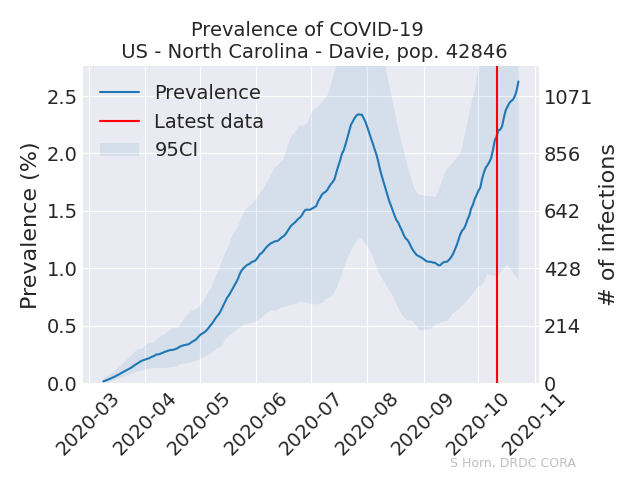 Prevalence of COVID-19
US - North Carolina - Davie, pop. 42846
Prevalence
Latest data
95CI
Prevalence (%)
2.5
2.0
1.5
1.0
0.5
0.0
1071
856
642
428
214
0
# of infections
2020-03
2020-04
2020-05
2020-06
2020-07
2020-08
2020-09
2020-10
2020-11
S Horn, DRDC CORA